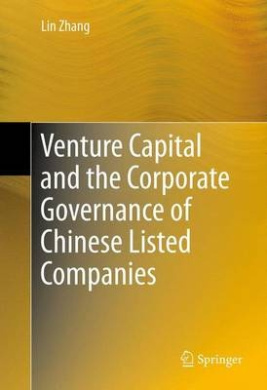 Lin Zhang
Venture Capital
and the Corporate
Governance of
Chinese Listed
Companies
Springer